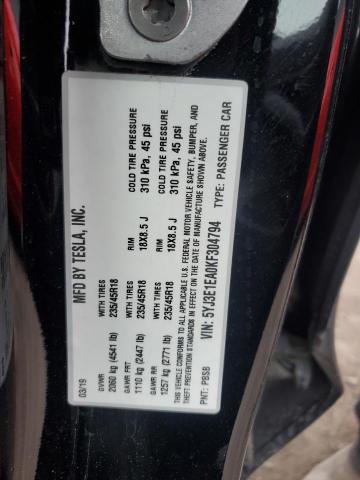 MFD BY TESLA, INC.
03/19
GVWR WITH TIRES RIM COLD TIRE PRESSURE
2060 kg (4541 lb) 235/45R18 18X8.5 J 310 kPa, 45 psi
GAWR FRT WITH TIRES RIM COLD TIRE PRESSURE
1110 kg (2447 lb) 235/45R18 18X8.5 J 310 kPa, 45 psi
GAWR RR WITH TIRES
1257 kg (2771 lb) 235/45R18
THIS VEHICLE CONFORMS TO ALL APPLICABLE U.S. FEDERAL MOTOR VEHICLE SAFETY, BUMPER, AND
THEFT PREVENTION STANDARDS IN EFFECT ON THE DATE OF MANUFACTURE SHOWN ABOVE.
VIN: 5YJ3E1EA0KF304794 TYPE: PASSENGER CAR
PNT: PBSB